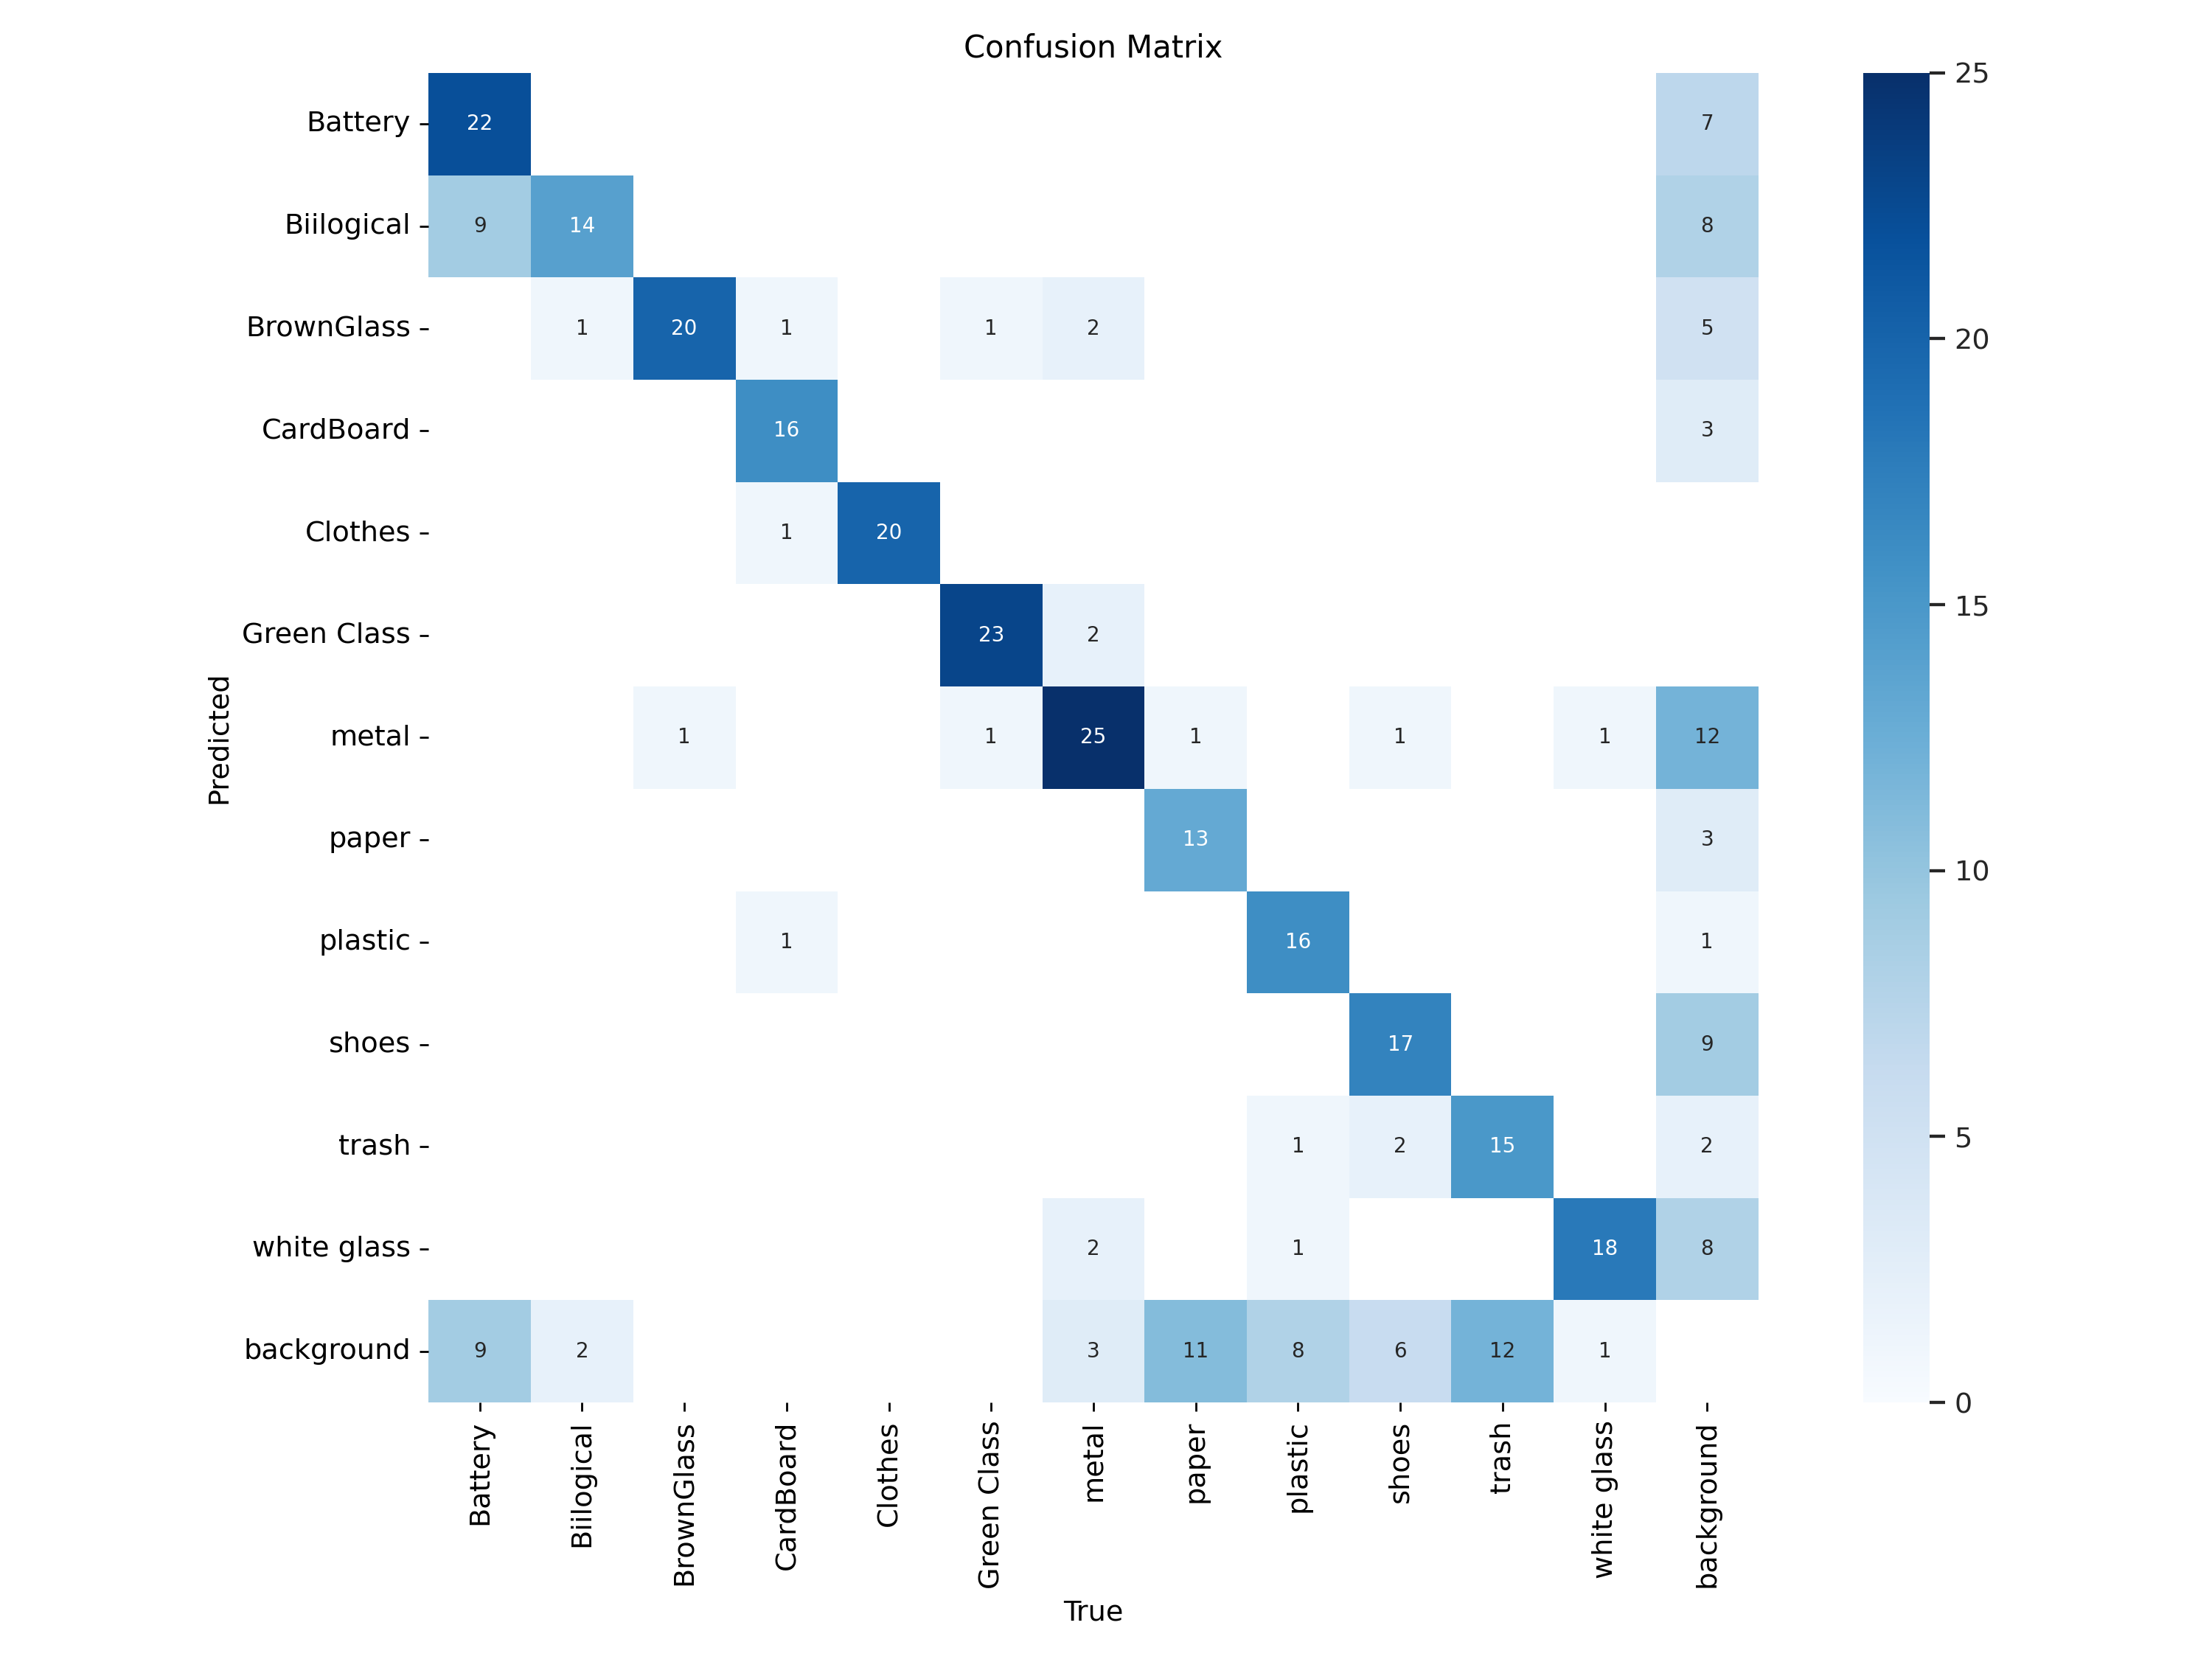 Confusion Matrix
Battery
22
7
25
Biilogical
9 14 8
BrownGlass
1 20 1 1 2 5
20
CardBoard
16 3
Clothes
1 20
15
Green Class
23 2
Predicted
metal
1 1 25 1 1 1 12
paper
13 3
10
plastic
1 16 1
shoes
17 9
trash
1 2 15 2
5
white glass
2 1 18 8
background
9 2 3 11 8 6 12 1
0
Battery
Biilogical
BrownGlass
CardBoard
Clothes
Green Class
metal
paper
plastic
shoes
trash
white glass
background
True